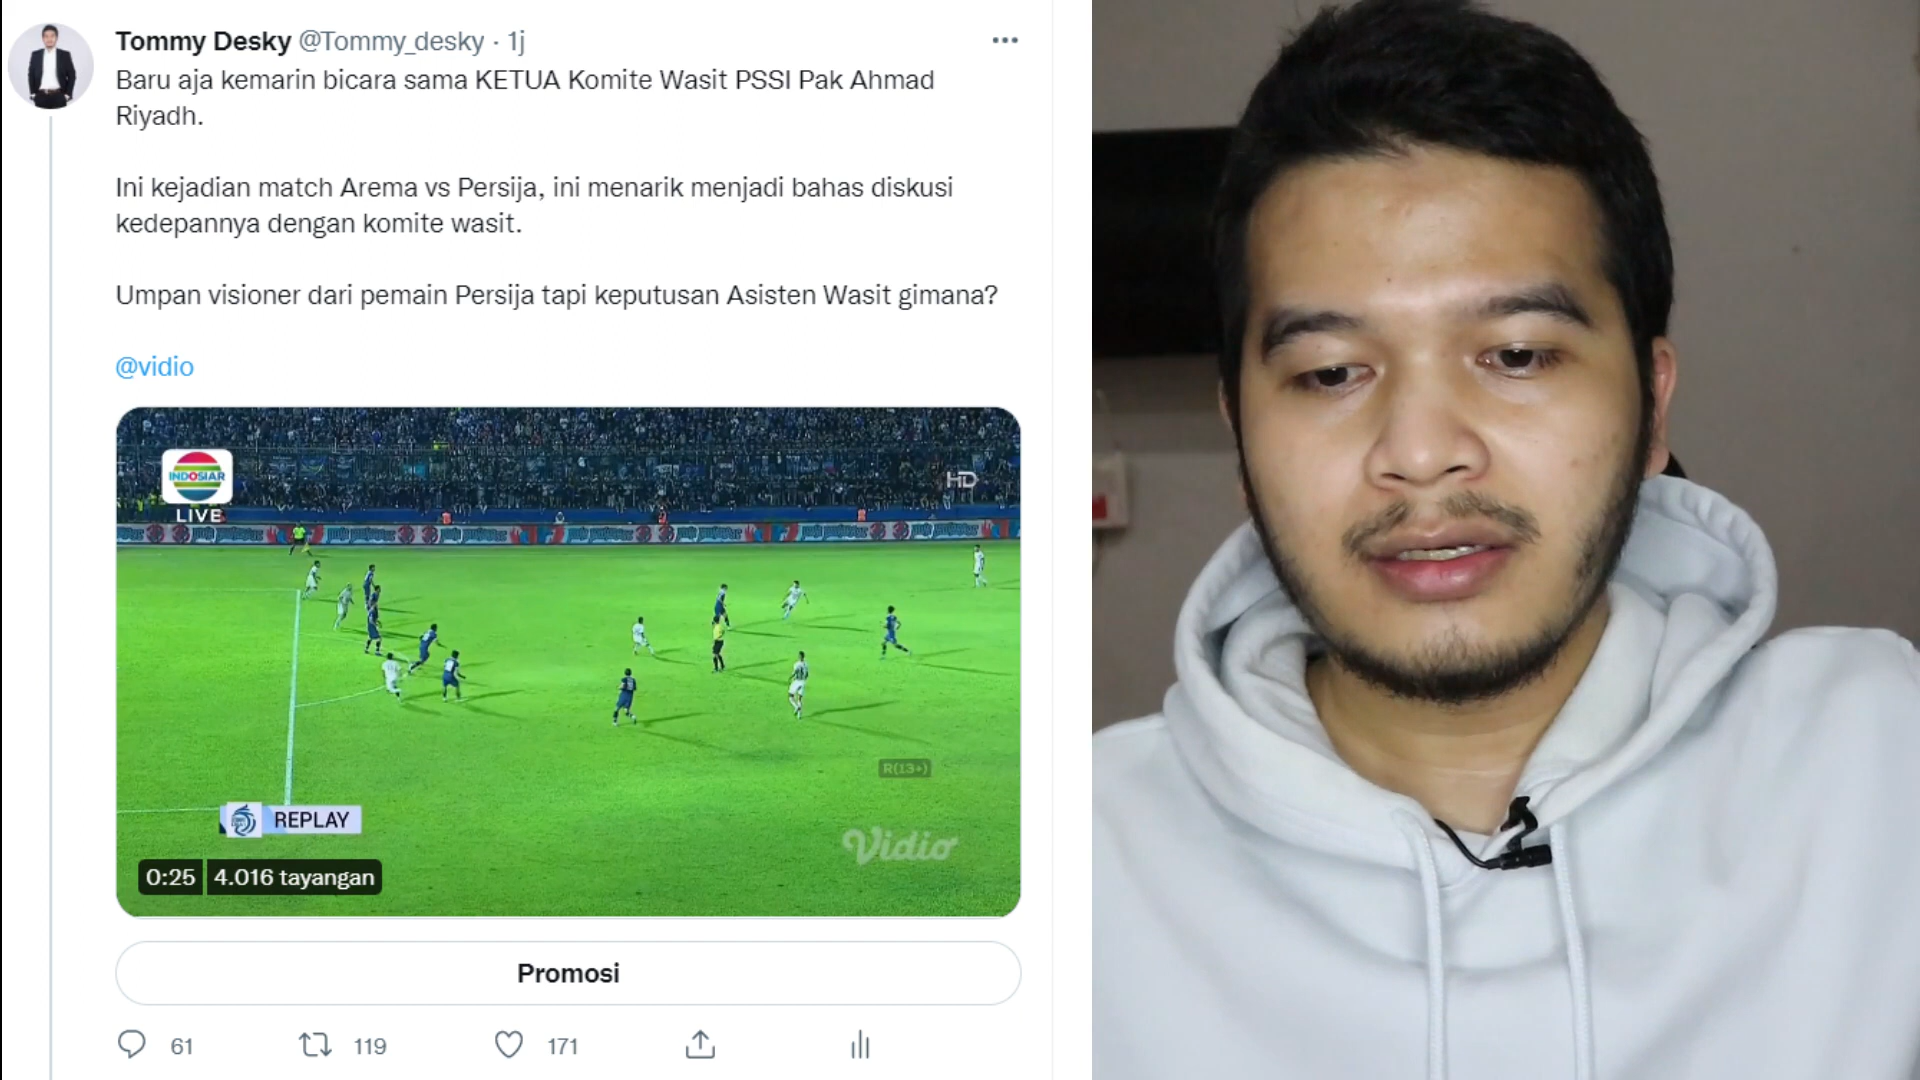 Tommy Desky @Tommy_desky · 1j
Baru aja kemarin bicara sama KETUA Komite Wasit PSSI Pak Ahmad
Riyadh.
Ini kejadian match Arema vs Persija, ini menarik menjadi bahas diskusi
kedepannya dengan komite wasit.
Umpan visioner dari pemain Persija tapi keputusan Asisten Wasit gimana?
@vidio
INDOSIAR
LIVE
HD
R(13+)
REPLAY
Vidio
0:25 4.016 tayangan
Promosi
61 119 171